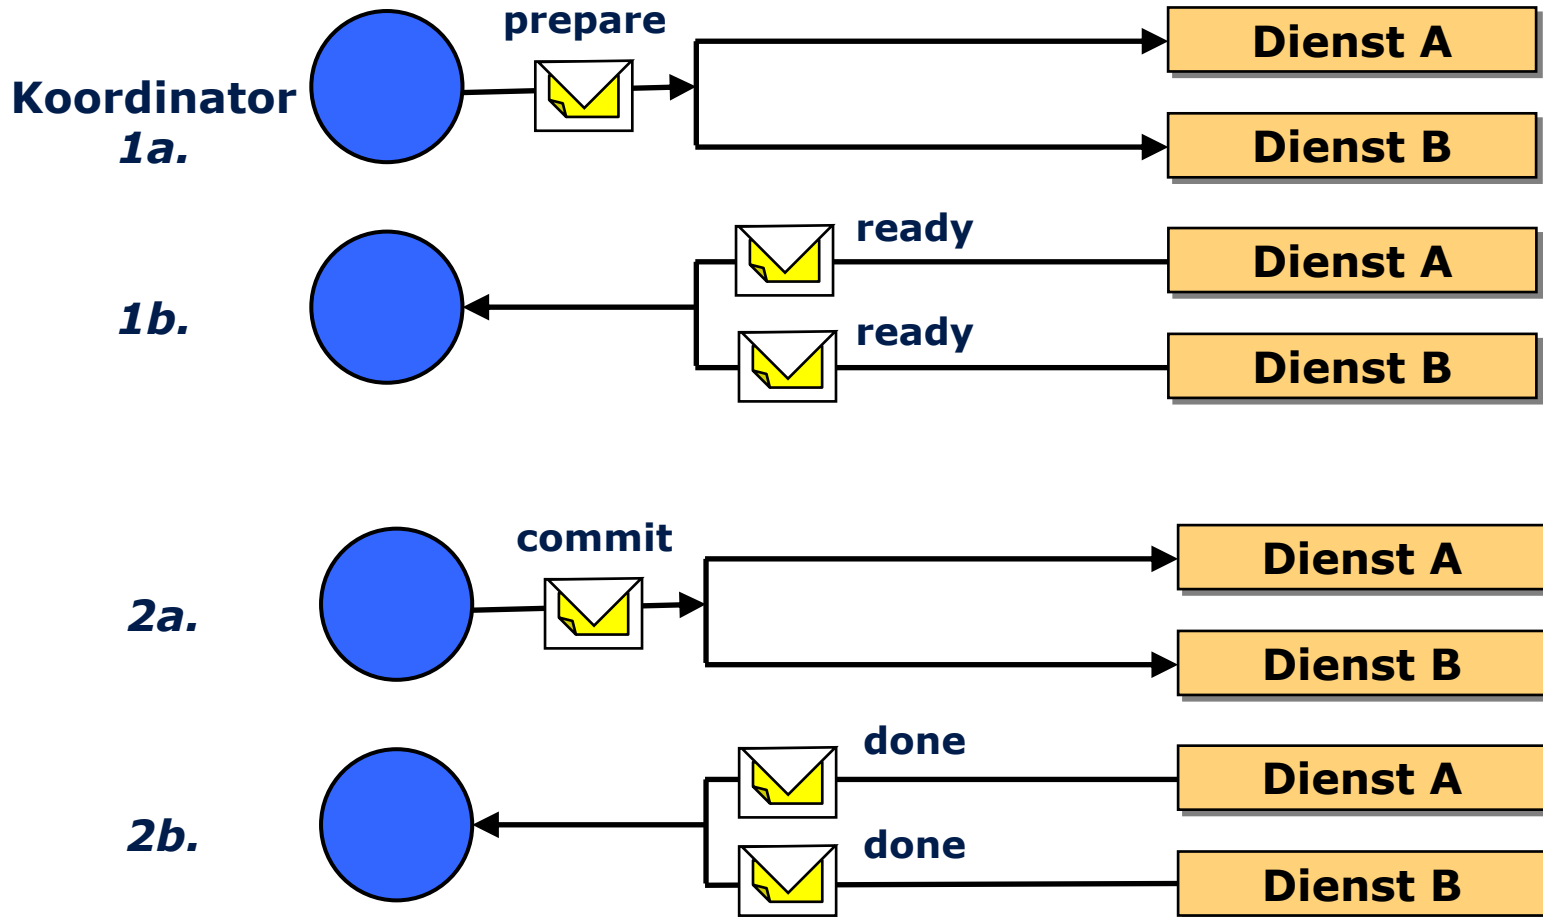 prepare
Dienst A
Koordinator
1a.
Dienst B
ready
Dienst A
1b.
ready
Dienst B
commit
Dienst A
2a.
Dienst B
done
Dienst A
2b.
done
Dienst B